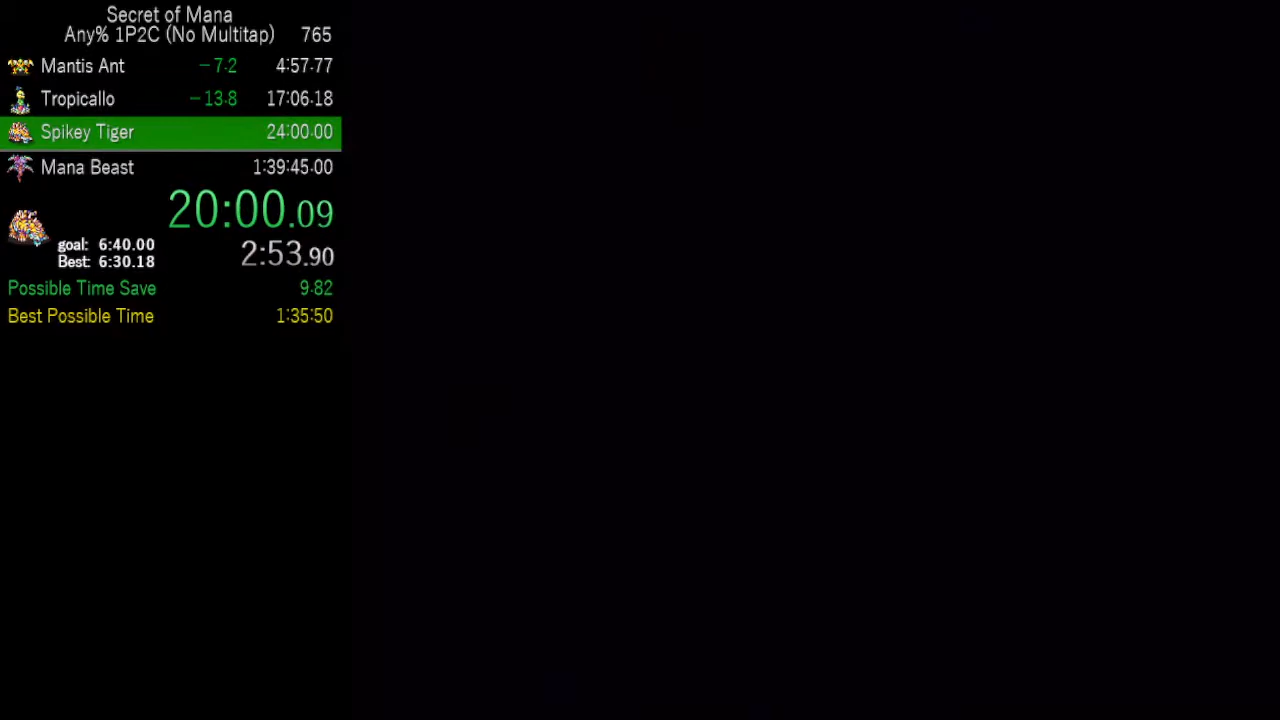 Secret of Mana
Any% 1P2C (No Multitap) 765
Mantis Ant -7.2 4:57.77
Tropicallo -13.8 17:06.18
Spikey Tiger 24:00.00
Mana Beast 1:39:45.00
20:00.09
goal: 6:40.00
Best: 6:30.18
2:53.90
Possible Time Save 9.82
Best Possible Time 1:35:50